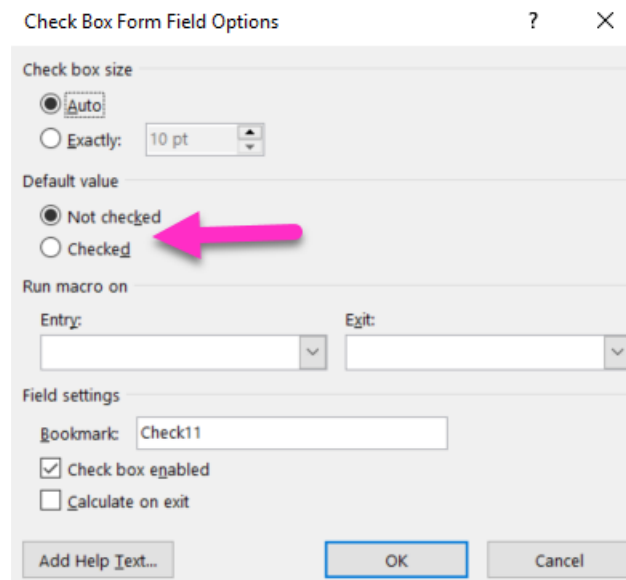 Check Box Form Field Options ?
Check box size
Auto
Exactly: 10 pt
Default value
Not checked
Checked
Run macro on
Entry: Exit:
Field settings
Bookmark: Check11
Check box enabled
Calculate on exit
Add Help Text... OK Cancel